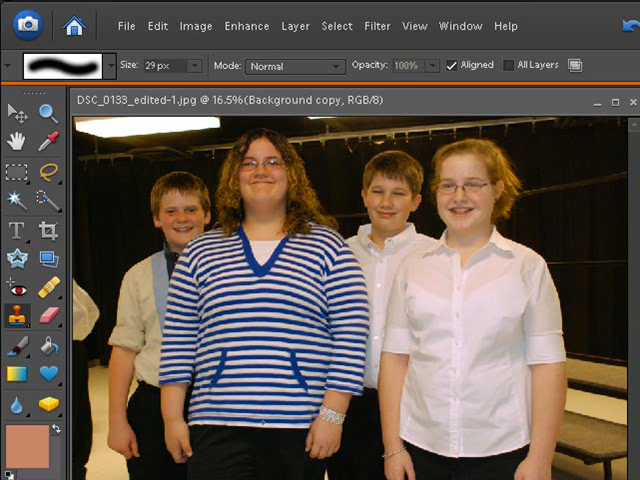 File Edit Image Enhance Layer Select Filter View Window Help
Size: 29 px Mode: Normal Opacity: 100% Aligned All Layers
DSC_0133_edited-1.jpg @ 16.5%(Background copy, RGB/8)
T